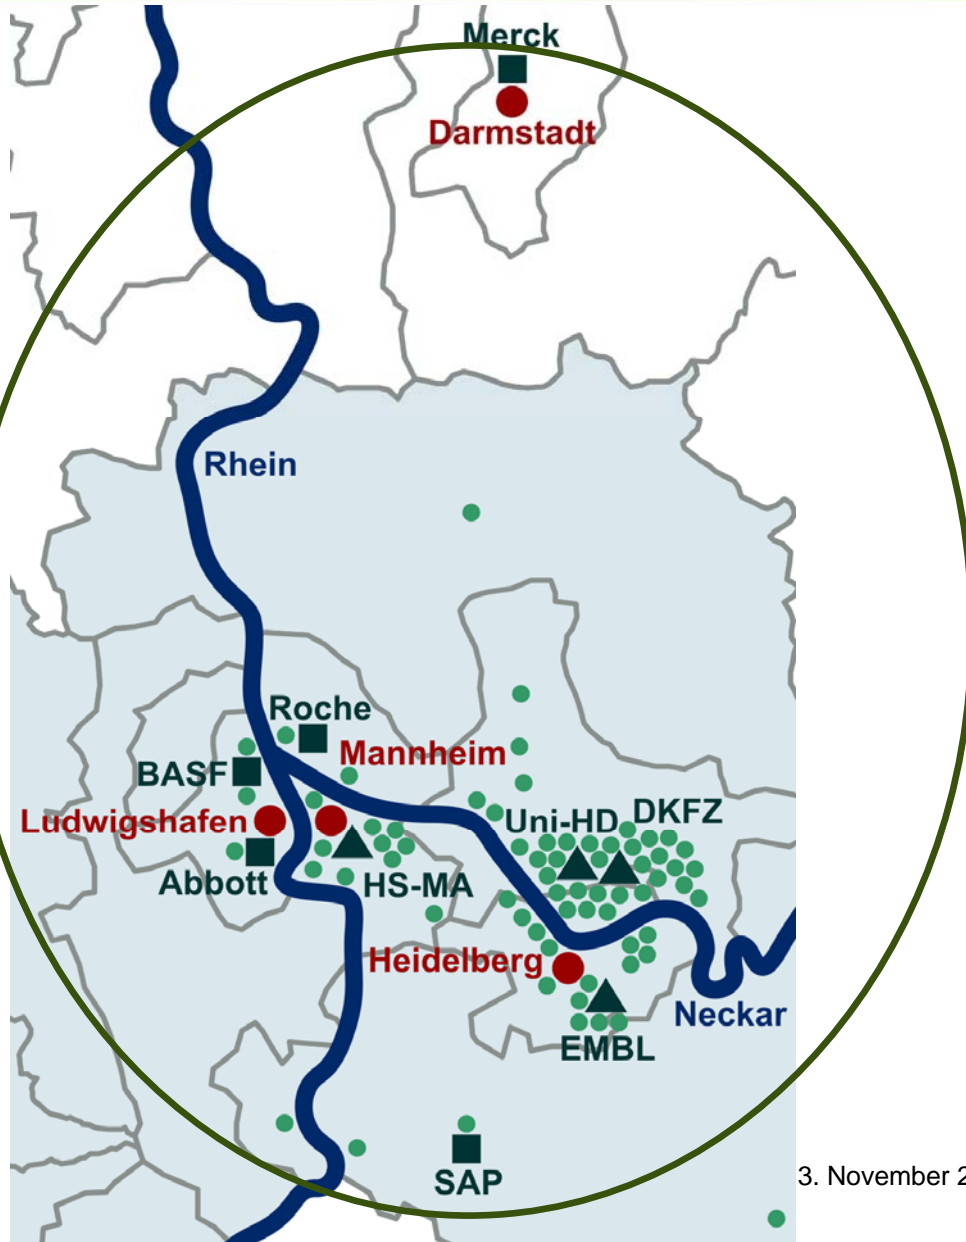 Merck
Darmstadt
Rhein
Roche
Mannheim
BASF
Ludwigshafen
Uni-HD
DKFZ
Abbott
HS-MA
Heidelberg
Neckar
EMBL
SAP
3. November 2